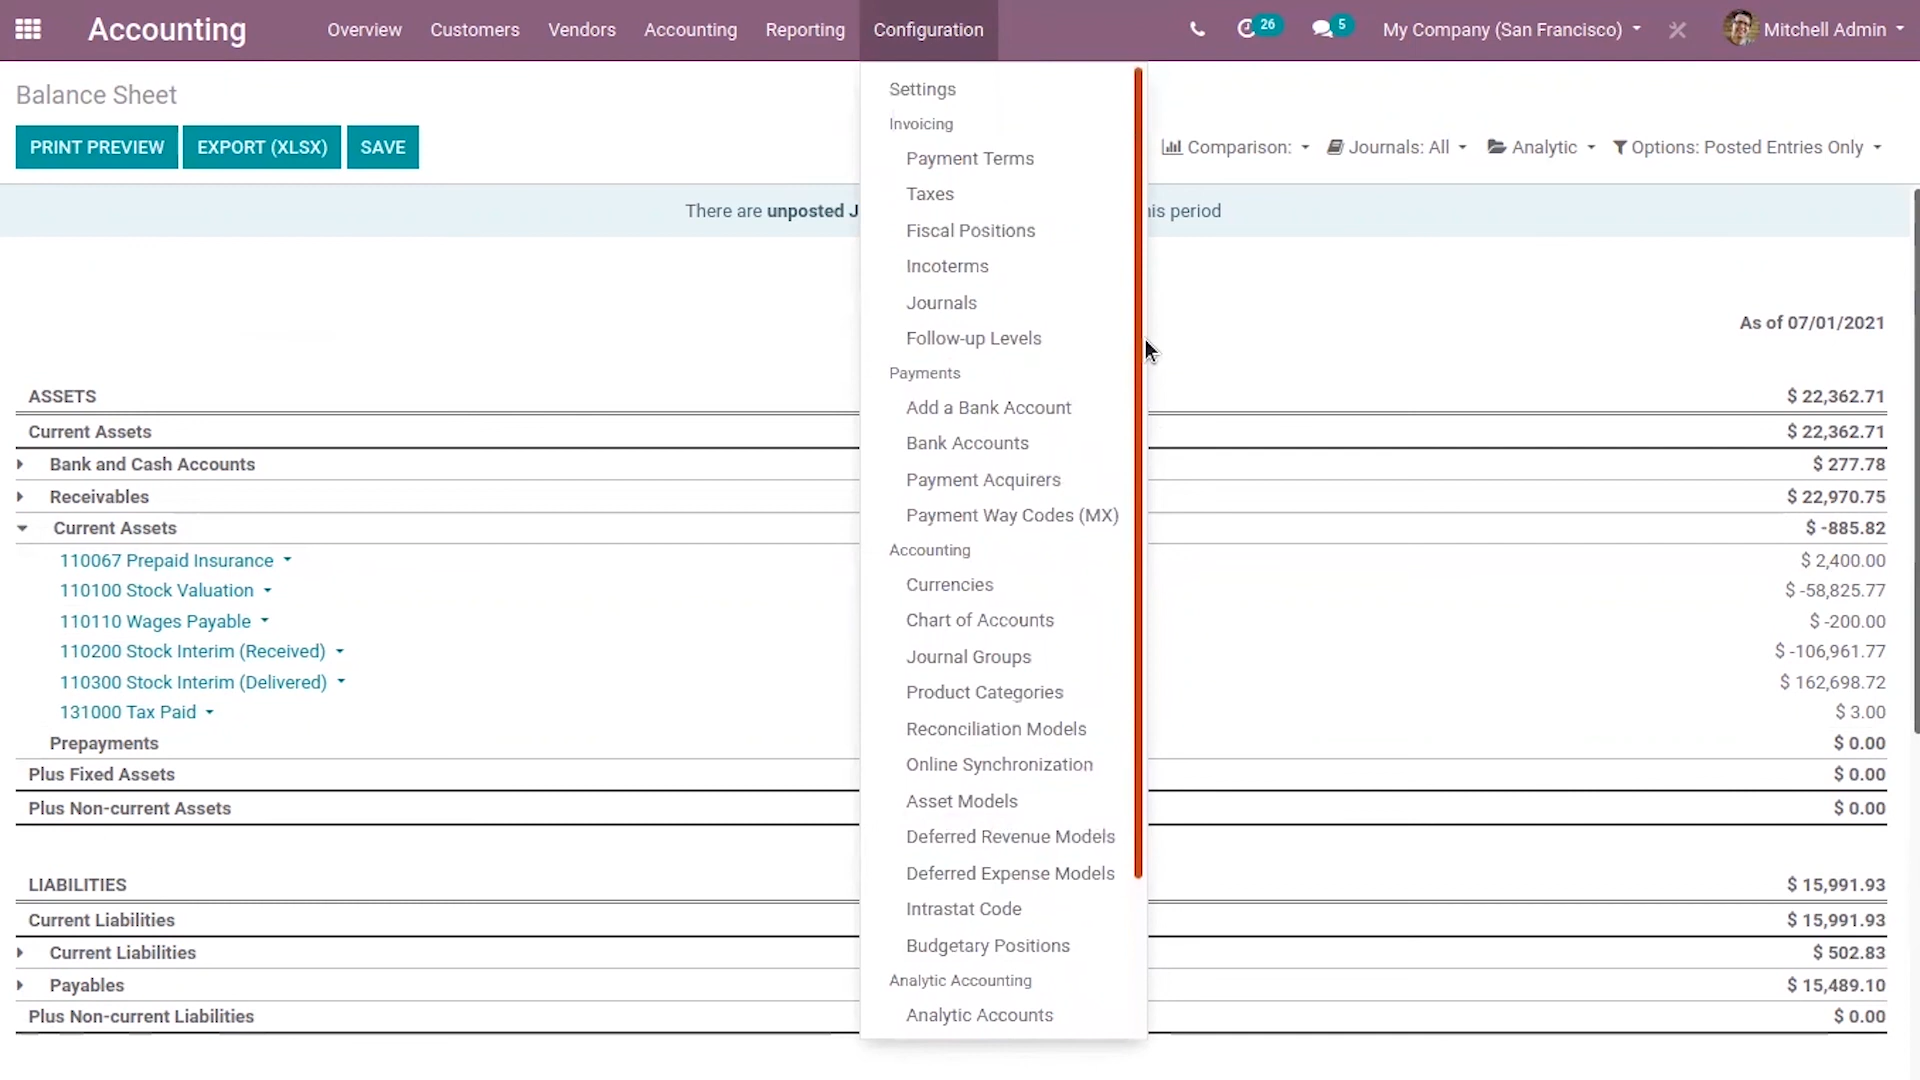 Accounting
Overview Customers Vendors Accounting Reporting Configuration
26 5 My Company (San Francisco) Mitchell Admin
Balance Sheet
PRINT PREVIEW EXPORT (XLSX) SAVE
Comparison: Journals: All Analytic Options: Posted Entries Only
There are unposted J
his period
As of 07/01/2021
ASSETS $ 22,362.71
Current Assets $ 22,362.71
Bank and Cash Accounts $ 277.78
Receivables $ 22,970.75
Current Assets $ -885.82
110067 Prepaid Insurance $ 2,400.00
110100 Stock Valuation $ -58,825.77
110110 Wages Payable $ -200.00
110200 Stock Interim (Received) $ -106,961.77
110300 Stock Interim (Delivered) $ 162,698.72
131000 Tax Paid $ 3.00
Prepayments $ 0.00
Plus Fixed Assets $ 0.00
Plus Non-current Assets $ 0.00
LIABILITIES $ 15,991.93
Current Liabilities $ 15,991.93
Current Liabilities $ 502.83
Payables $ 15,489.10
Plus Non-current Liabilities $ 0.00
Settings
Invoicing
Payment Terms
Taxes
Fiscal Positions
Incoterms
Journals
Follow-up Levels
Payments
Add a Bank Account
Bank Accounts
Payment Acquirers
Payment Way Codes (MX)
Accounting
Currencies
Chart of Accounts
Journal Groups
Product Categories
Reconciliation Models
Online Synchronization
Asset Models
Deferred Revenue Models
Deferred Expense Models
Intrastat Code
Budgetary Positions
Analytic Accounting
Analytic Accounts